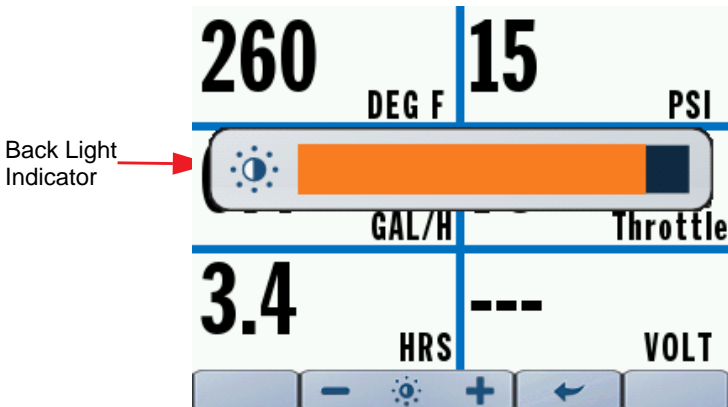 260
DEG F
15
PSI
Back Light
Indicator
GAL/H
Throttle
3.4
HRS
---
VOLT